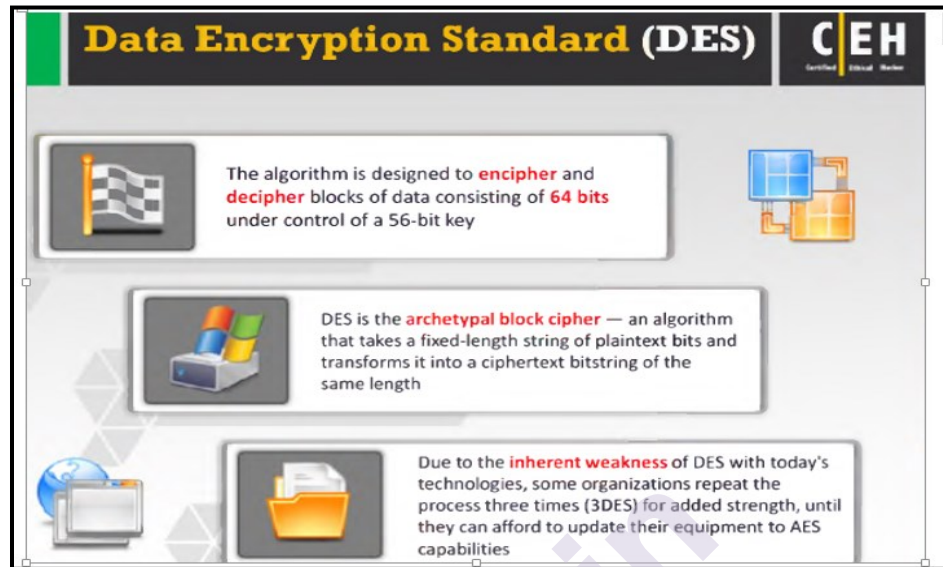 Data Encryption Standard (DES)
CEH
Certified Ethical Hacker
The algorithm is designed to encipher and
decipher blocks of data consisting of 64 bits
under control of a 56-bit key
DES is the archetypal block cipher — an algorithm
that takes a fixed-length string of plaintext bits and
transforms it into a ciphertext bitstring of the
same length
Due to the inherent weakness of DES with today's
technologies, some organizations repeat the
process three times (3DES) for added strength, until
they can afford to update their equipment to AES
capabilities
in